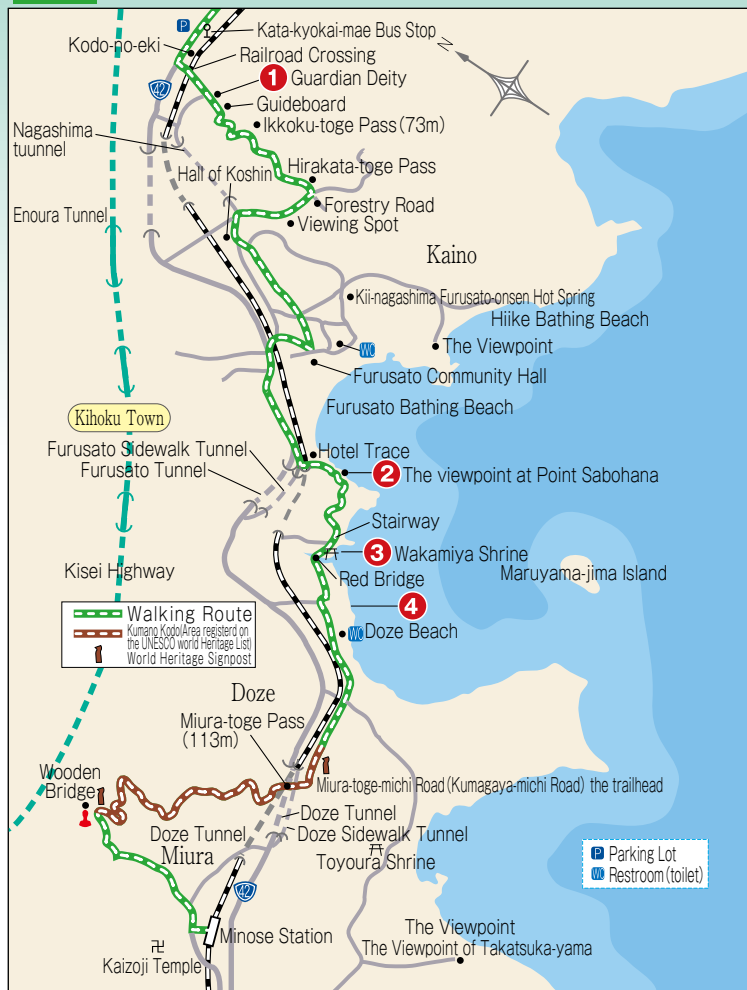 P
Kata-kyokai-mae Bus Stop
Kodo-no-eki
Railroad Crossing
N
42
1 Guardian Deity
Guideboard
Ikkoku-toge Pass (73m)
Nagashima
tuunnel
Hall of Koshin
Hirakata-toge Pass
Forestry Road
Enoura Tunnel
Viewing Spot
Kaino
Kii-nagashima Furusato-onsen Hot Spring
Hiike Bathing Beach
WC
The Viewpoint
Furusato Community Hall
Furusato Bathing Beach
Kihoku Town
Furusato Sidewalk Tunnel
Hotel Trace
Furusato Tunnel
2 The viewpoint at Point Sabohana
Stairway
3 Wakamiya Shrine
Kisei Highway
Red Bridge
Maruyama-jima Island
4
Walking Route
Kumano Kodo(Area registerd on
the UNESCO world Heritage List)
World Heritage Signpost
WC Doze Beach
Doze
Miura-toge Pass
(113m)
Wooden
Bridge
Miura-toge-michi Road (Kumagaya-michi Road) the trailhead
Doze Tunnel
Doze Tunnel
Doze Sidewalk Tunnel
Miura
Toyoura Shrine
P Parking Lot
WC Restroom (toilet)
42
Minose Station
The Viewpoint
The Viewpoint of Takatsuka-yama
卍
Kaizoji Temple